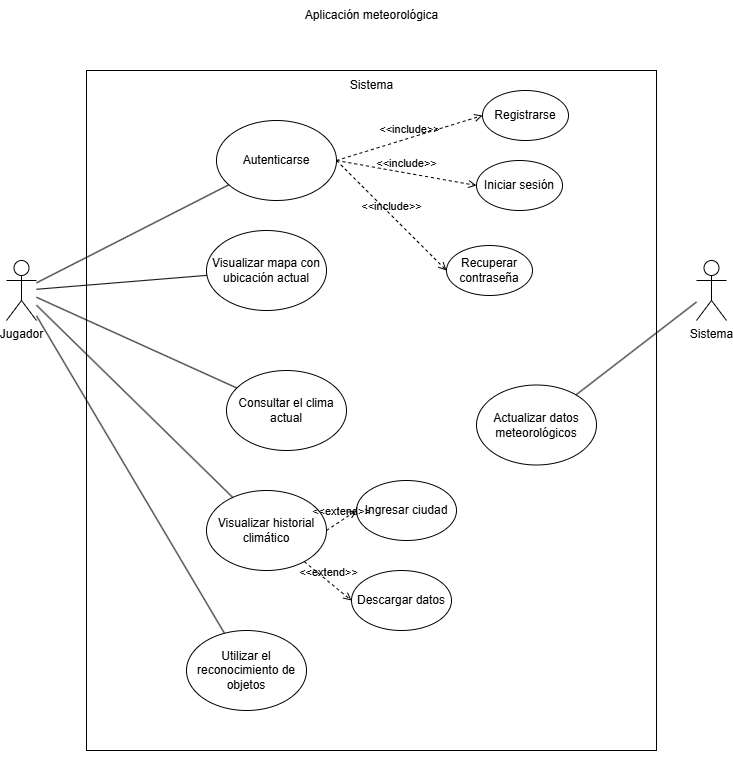 Aplicación meteorológica
Sistema
Registrarse
<<include>>
Autenticarse
<<include>>
Iniciar sesión
<<include>>
Visualizar mapa con
ubicación actual
Recuperar
contraseña
Jugador
Sistema
Consultar el clima
actual
Actualizar datos
meteorológicos
Visualizar historial
climático
<<extend>>
Ingresar ciudad
<<extend>>
Descargar datos
Utilizar el
reconocimiento de
objetos